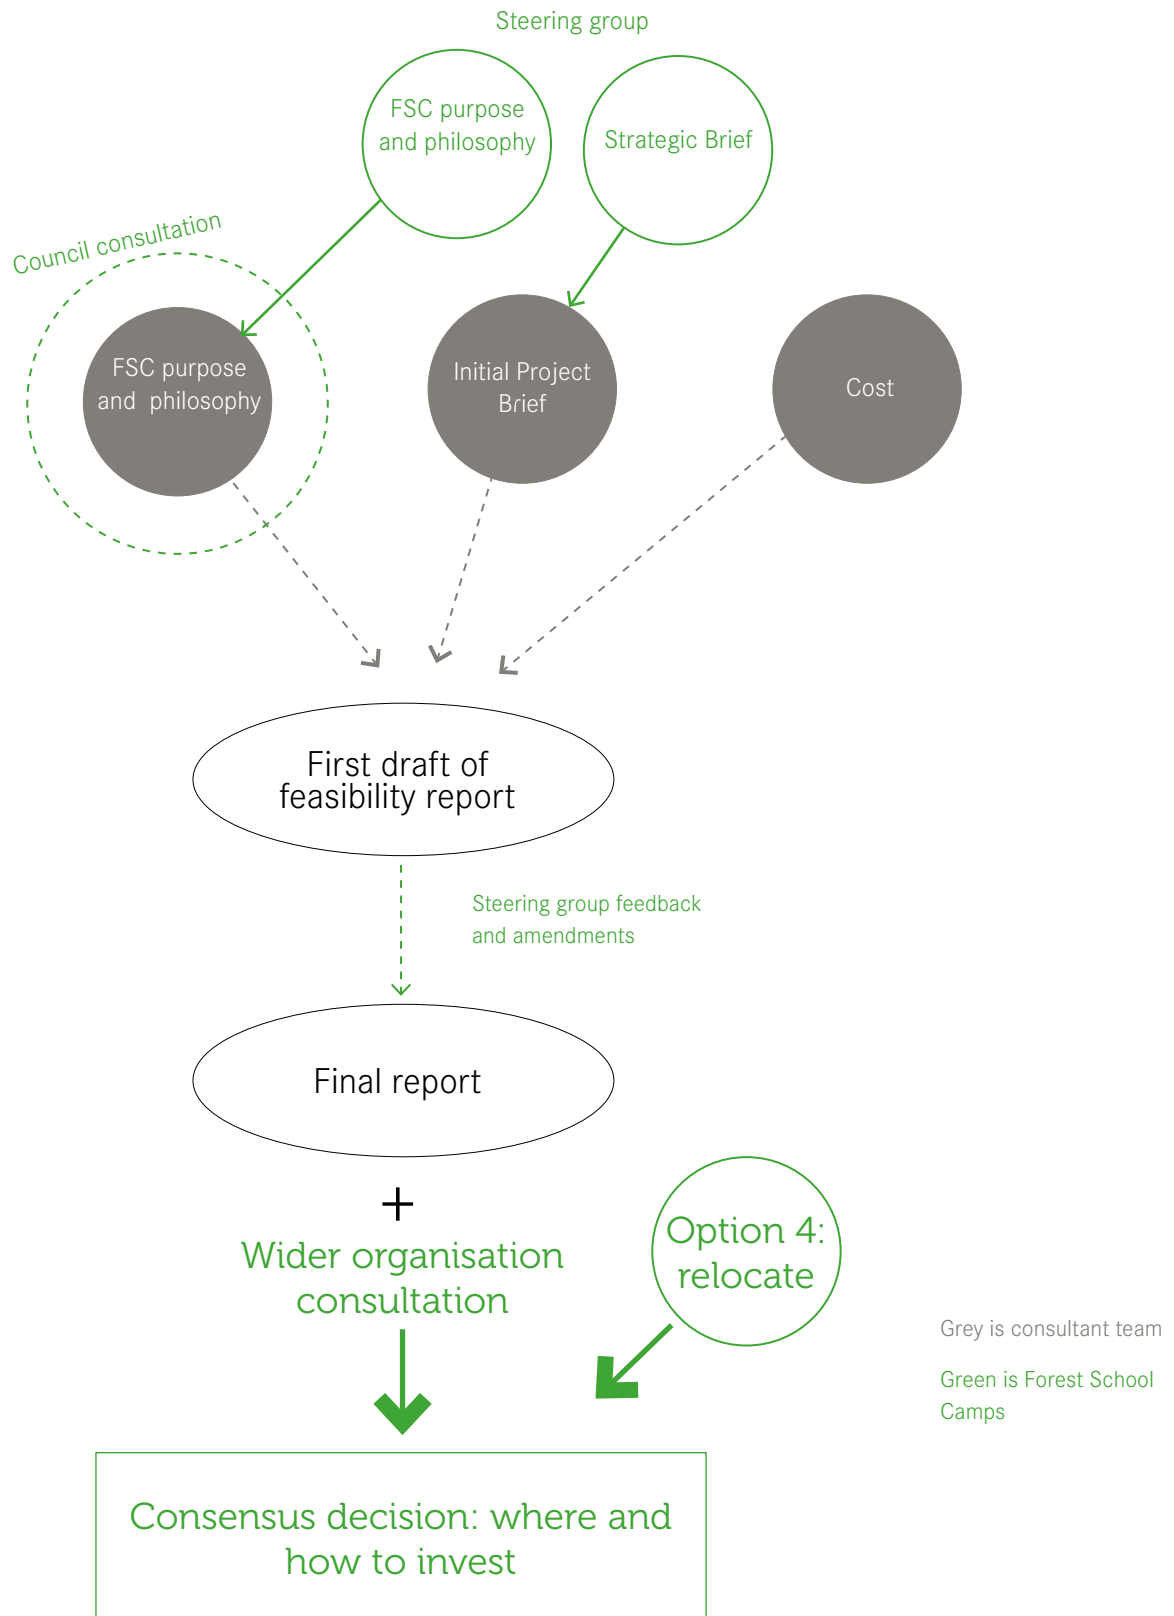 Steering group
FSC purpose
and philosophy
Strategic Brief
Council consultation
FSC purpose
and philosophy
Initial Project
Brief
Cost
First draft of
feasibility report
Steering group feedback
and amendments
Final report
+
Wider organisation
consultation
Option 4:
relocate
Grey is consultant team
Green is Forest School
Camps
Consensus decision: where and
how to invest